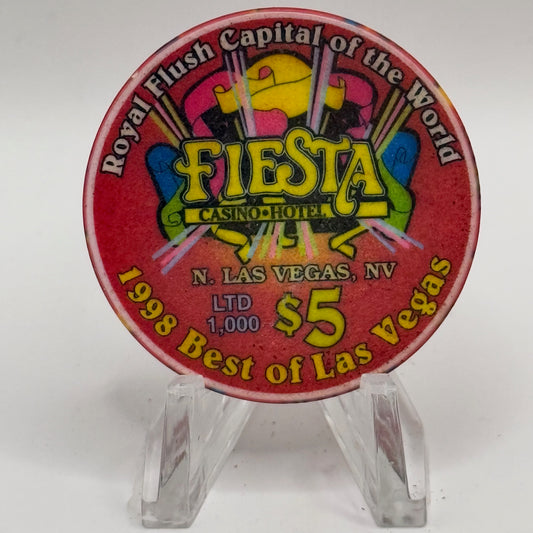 Royal Flush Capital of the World
FIESTA
CASINO•HOTEL
N. LAS VEGAS, NV
LTD
1,000
$5
1998 Best of Las Vegas